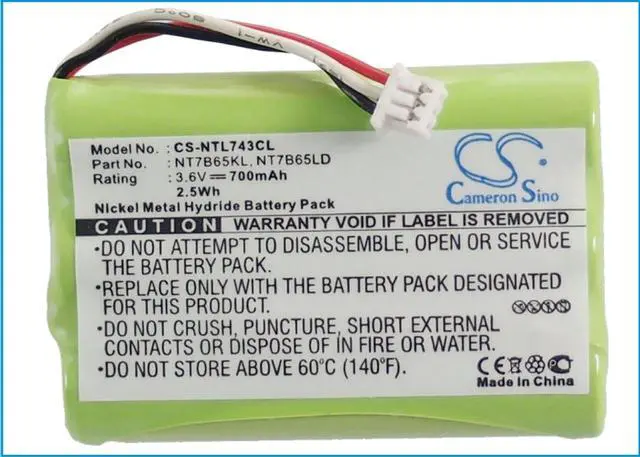 Model No. : CS-NTL743CL
Part No. : NT7B65KL, NT7B65LD
Rating : 3.6V 700mAh
2.5Wh
Nickel Metal Hydride Battery Pack
CS
Cameron Sino
CAUTION WARRANTY VOID IF LABEL IS REMOVED
•DO NOT ATTEMPT TO DISASSEMBLE, OPEN OR SERVICE
THE BATTERY PACK.
•REPLACE ONLY WITH THE BATTERY PACK DESIGNATED
FOR THIS PRODUCT.
•DO NOT CRUSH, PUNCTURE, SHORT EXTERNAL
CONTACTS OR DISPOSE OF IN FIRE OR WATER.
•DO NOT EXPOSE ABOVE 60°C (140°F).
CE
Made In China